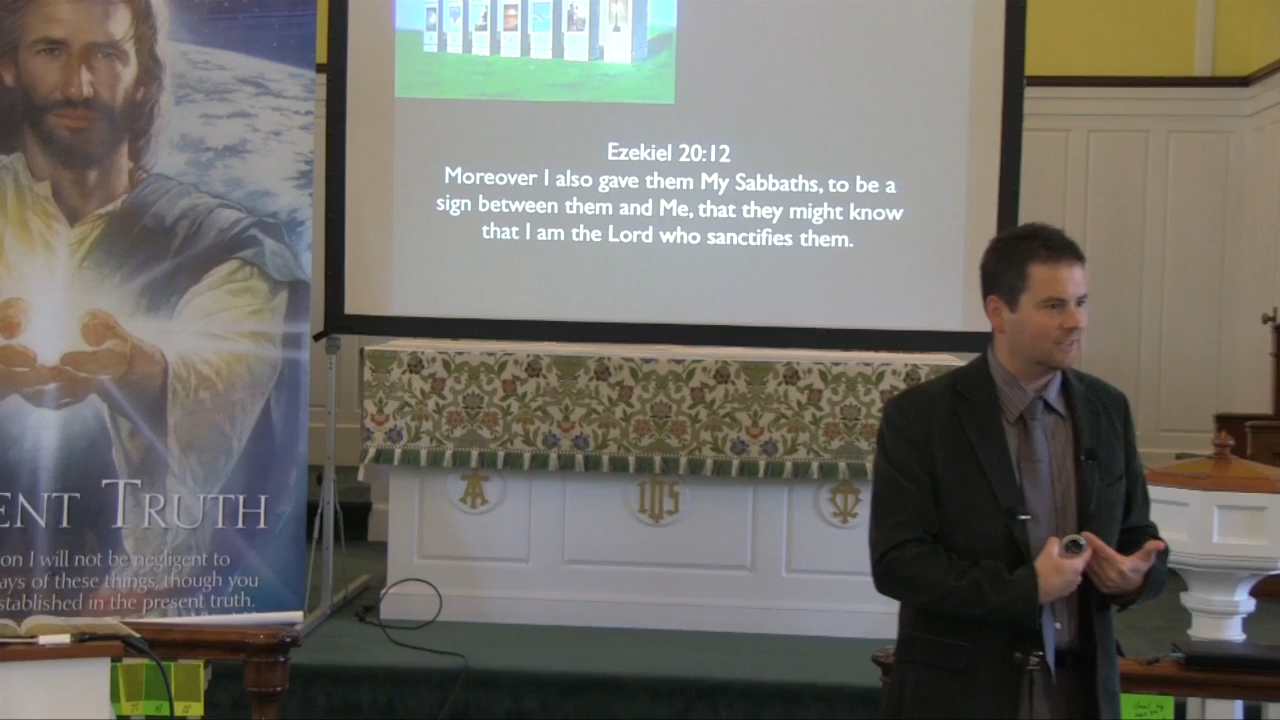 Ezekiel 20:12
Moreover I also gave them My Sabbaths, to be a
sign between them and Me, that they might know
that I am the Lord who sanctifies them.
IHS
ENT TRUTH
on I will not be negligent to
ays of these things, though you
stablished in the present truth.